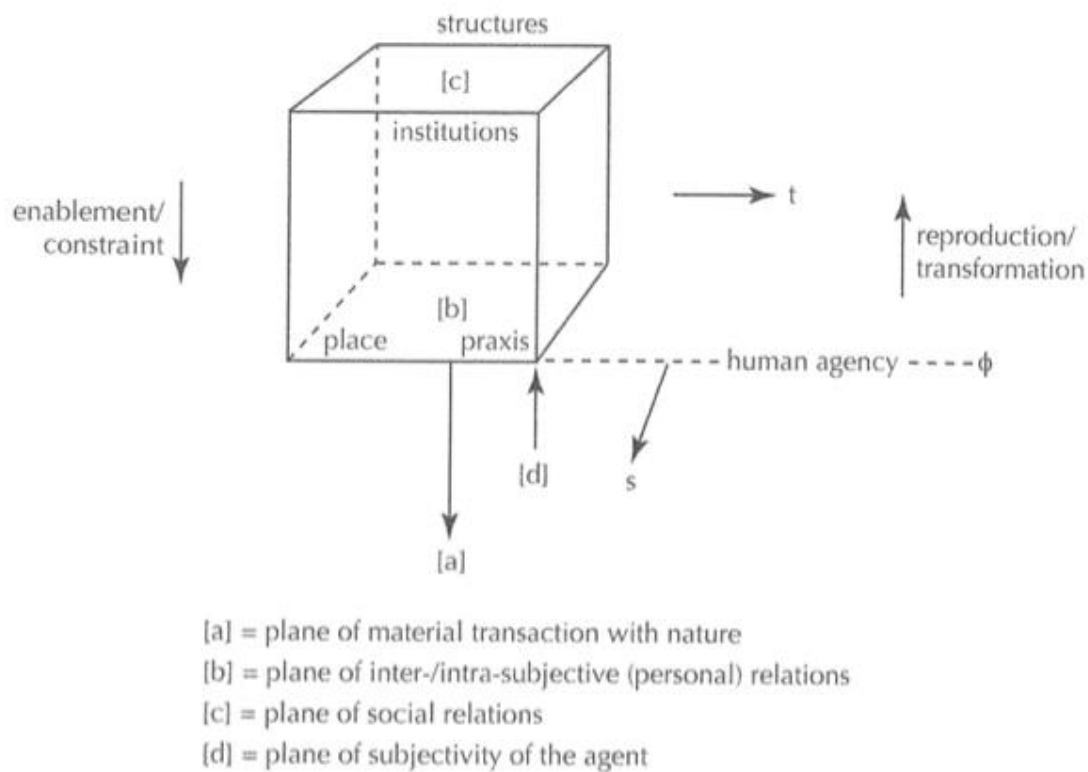 structures
[c]
institutions
enablement/
constraint
t
reproduction/
transformation
[b]
place praxis
human agency ϕ
[d]
s
[a]
[a] = plane of material transaction with nature
[b] = plane of inter-/intra-subjective (personal) relations
[c] = plane of social relations
[d] = plane of subjectivity of the agent